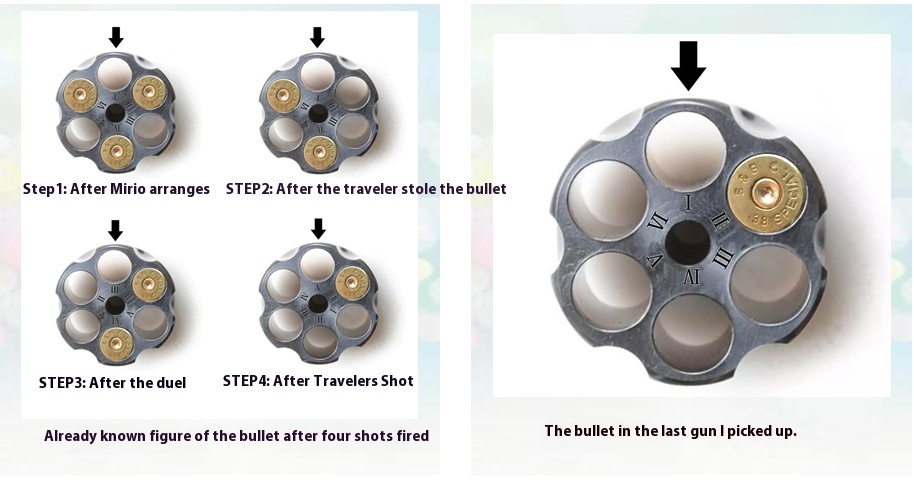 Step1: After Mirio arranges
STEP2: After the traveler stole the bullet
STEP3: After the duel
STEP4: After Travelers Shot
Already known figure of the bullet after four shots fired
I
II
III
IV
V
VI
.38 SPECIAL
The bullet in the last gun I picked up.